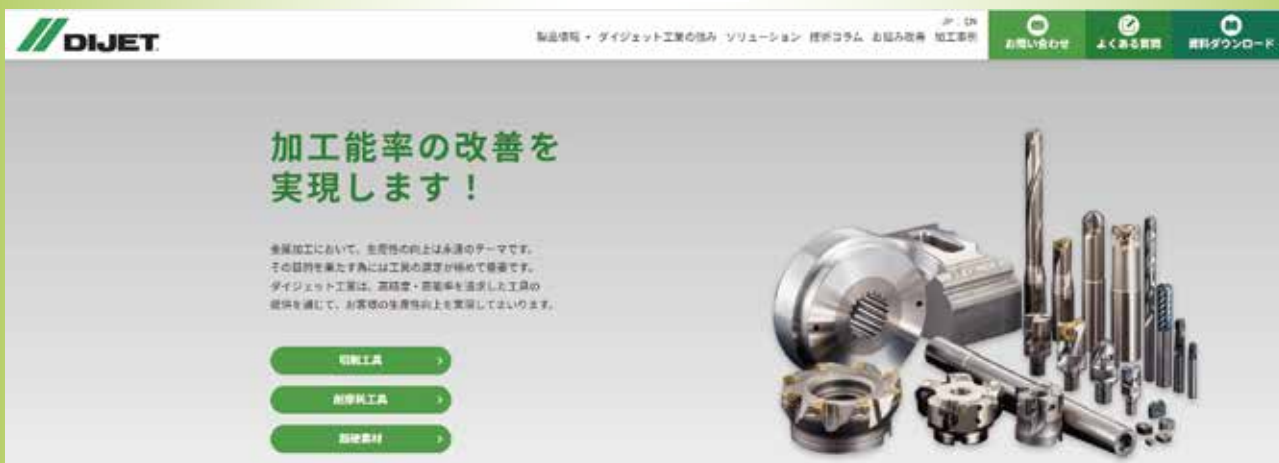 DIJET
JP EN
製品情報 ダイジェット工業の強み ソリューション 技術コラム お悩み改善 加工事例
お問い合わせ
よくある質問
資料ダウンロード
加工能率の改善を
実現します！
金属加工において、生産性の向上は永遠のテーマです。
その目的を果たす為には工具の選定が極めて重要です。
ダイジェット工業は、高精度・高能率を追求した工具の
提供を通じて、お客様の生産性向上を実現してまいります。
切削工具
耐摩耗工具
超硬素材